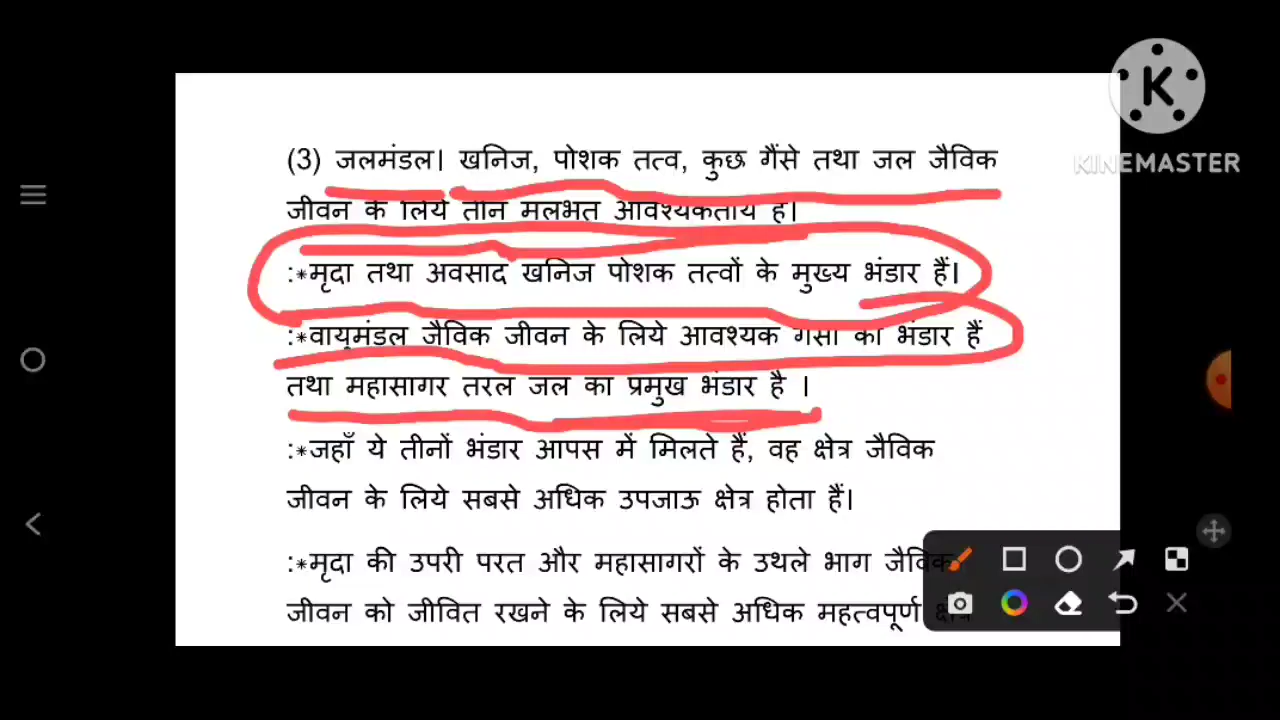 KINEMASTER
(3) जलमंडल। खनिज, पोशक तत्व, कुछ गैंसे तथा जल जैविक
जीवन के लिये तीन मलभत आवश्यकतायें हैं।
:*मृदा तथा अवसाद खनिज पोशक तत्वों के मुख्य भंडार हैं।
:*वायुमंडल जैविक जीवन के लिये आवश्यक गैसों का भंडार हैं
तथा महासागर तरल जल का प्रमुख भंडार है ।
:*जहाँ ये तीनों भंडार आपस में मिलते हैं, वह क्षेत्र जैविक
जीवन के लिये सबसे अधिक उपजाऊ क्षेत्र होता हैं।
:*मृदा की उपरी परत और महासागरों के उथले भाग जैविक
जीवन को जीवित रखने के लिये सबसे अधिक महत्वपूर्ण